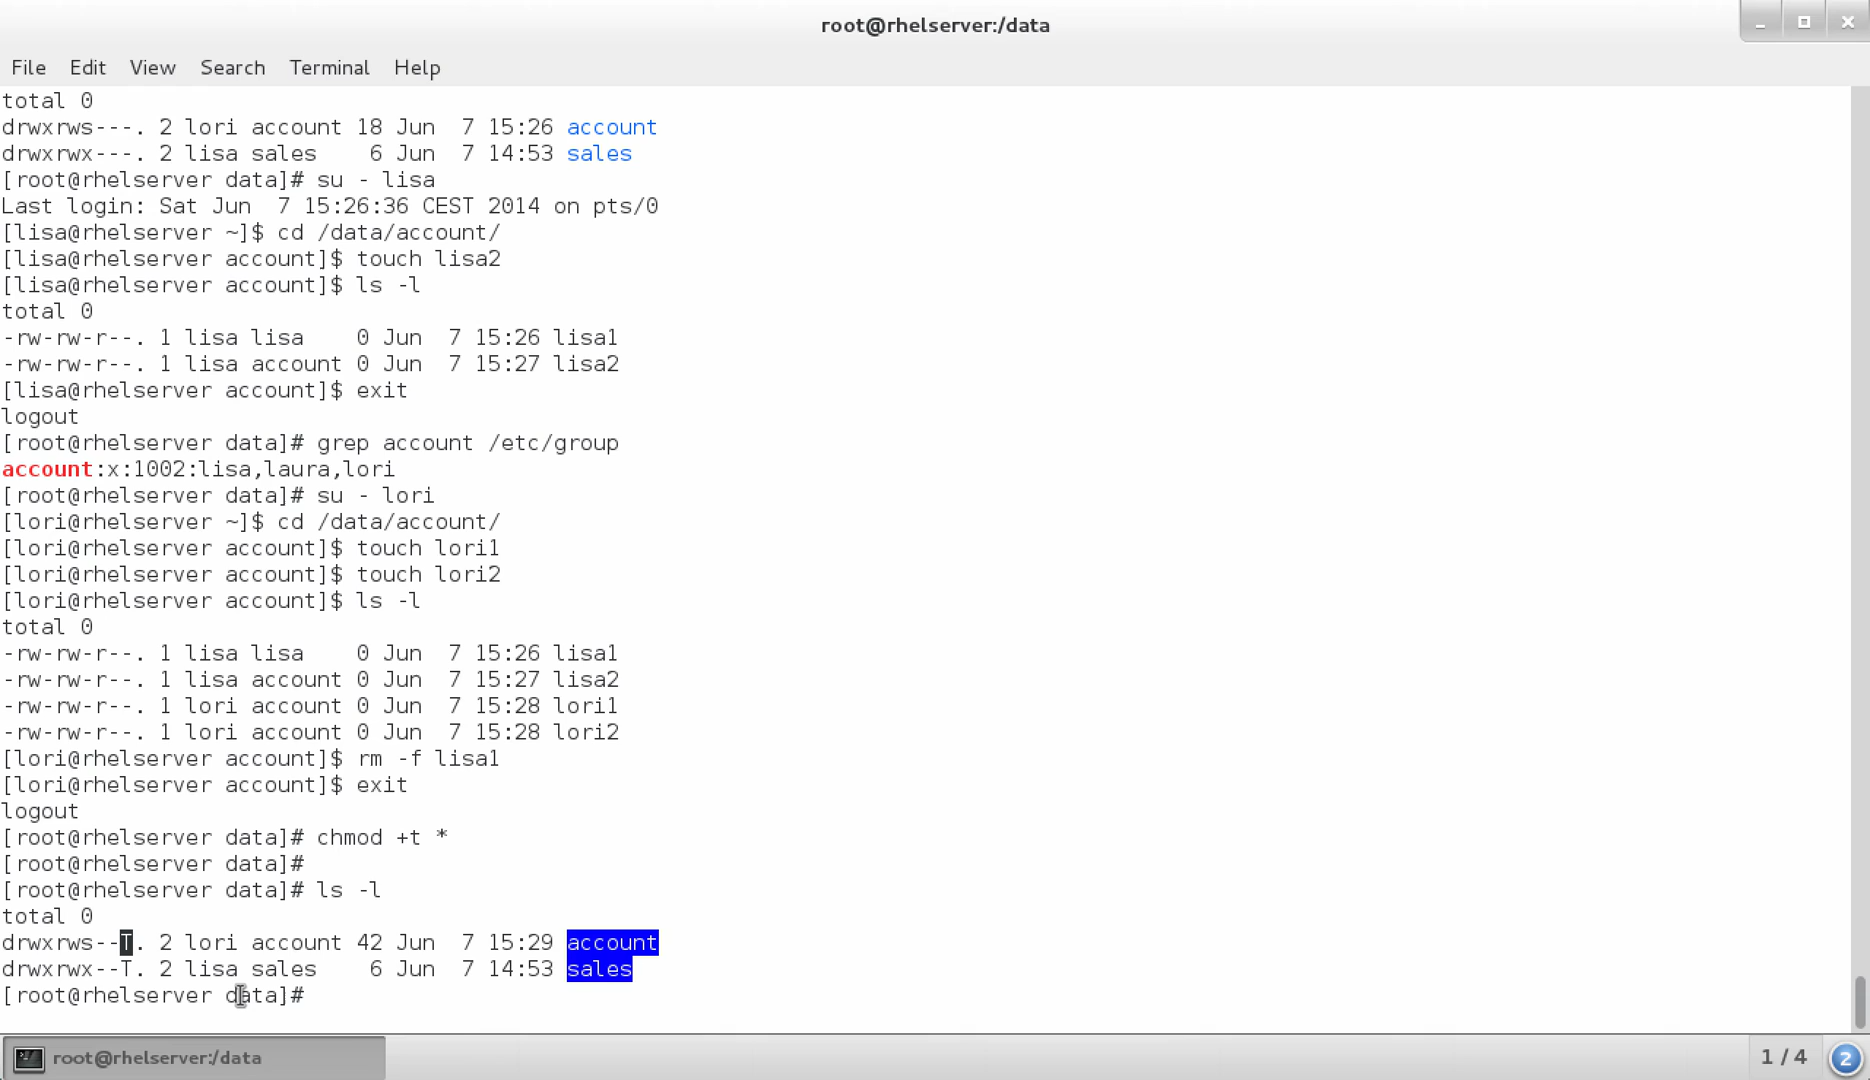 root@rhelserver:/data
File Edit View Search Terminal Help
total 0
drwxrws---. 2 lori account 18 Jun  7 15:26 account
drwxrwx---. 2 lisa sales    6 Jun  7 14:53 sales
[root@rhelserver data]# su - lisa
Last login: Sat Jun  7 15:26:36 CEST 2014 on pts/0
[lisa@rhelserver ~]$ cd /data/account/
[lisa@rhelserver account]$ touch lisa2
[lisa@rhelserver account]$ ls -l
total 0
-rw-rw-r--. 1 lisa lisa    0 Jun  7 15:26 lisa1
-rw-rw-r--. 1 lisa account 0 Jun  7 15:27 lisa2
[lisa@rhelserver account]$ exit
logout
[root@rhelserver data]# grep account /etc/group
account:x:1002:lisa,laura,lori
[root@rhelserver data]# su - lori
[lori@rhelserver ~]$ cd /data/account/
[lori@rhelserver account]$ touch lori1
[lori@rhelserver account]$ touch lori2
[lori@rhelserver account]$ ls -l
total 0
-rw-rw-r--. 1 lisa lisa    0 Jun  7 15:26 lisa1
-rw-rw-r--. 1 lisa account 0 Jun  7 15:27 lisa2
-rw-rw-r--. 1 lori account 0 Jun  7 15:28 lori1
-rw-rw-r--. 1 lori account 0 Jun  7 15:28 lori2
[lori@rhelserver account]$ rm -f lisa1
[lori@rhelserver account]$ exit
logout
[root@rhelserver data]# chmod +t *
[root@rhelserver data]#
[root@rhelserver data]# ls -l
total 0
drwxrws--T. 2 lori account 42 Jun  7 15:29 account
drwxrwx--T. 2 lisa sales    6 Jun  7 14:53 sales
[root@rhelserver data]#
root@rhelserver:/data 1 / 4 2